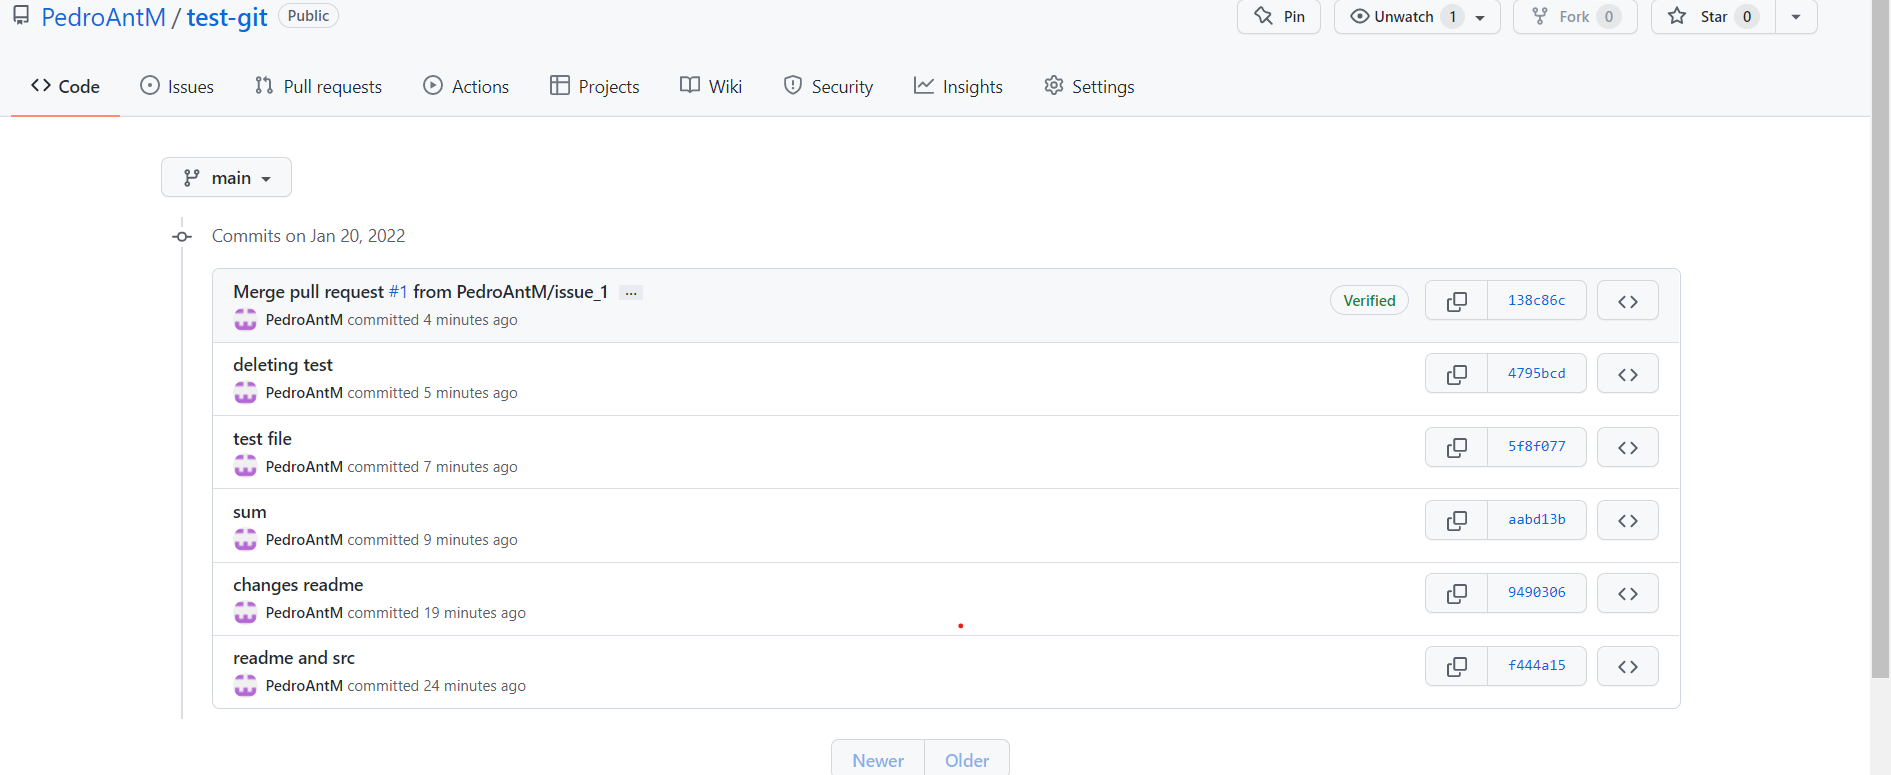 PedroAntM / test-git Public Pin Unwatch 1 Fork 0 Star 0
Code Issues Pull requests Actions Projects Wiki Security Insights Settings
main
Commits on Jan 20, 2022
Merge pull request #1 from PedroAntM/issue_1 ...
PedroAntM committed 4 minutes ago
Verified 138c86c
deleting test
PedroAntM committed 5 minutes ago
4795bcd
test file
PedroAntM committed 7 minutes ago
5f8f077
sum
PedroAntM committed 9 minutes ago
aabd13b
changes readme
PedroAntM committed 19 minutes ago
9490306
readme and src
PedroAntM committed 24 minutes ago
f444a15
Newer Older